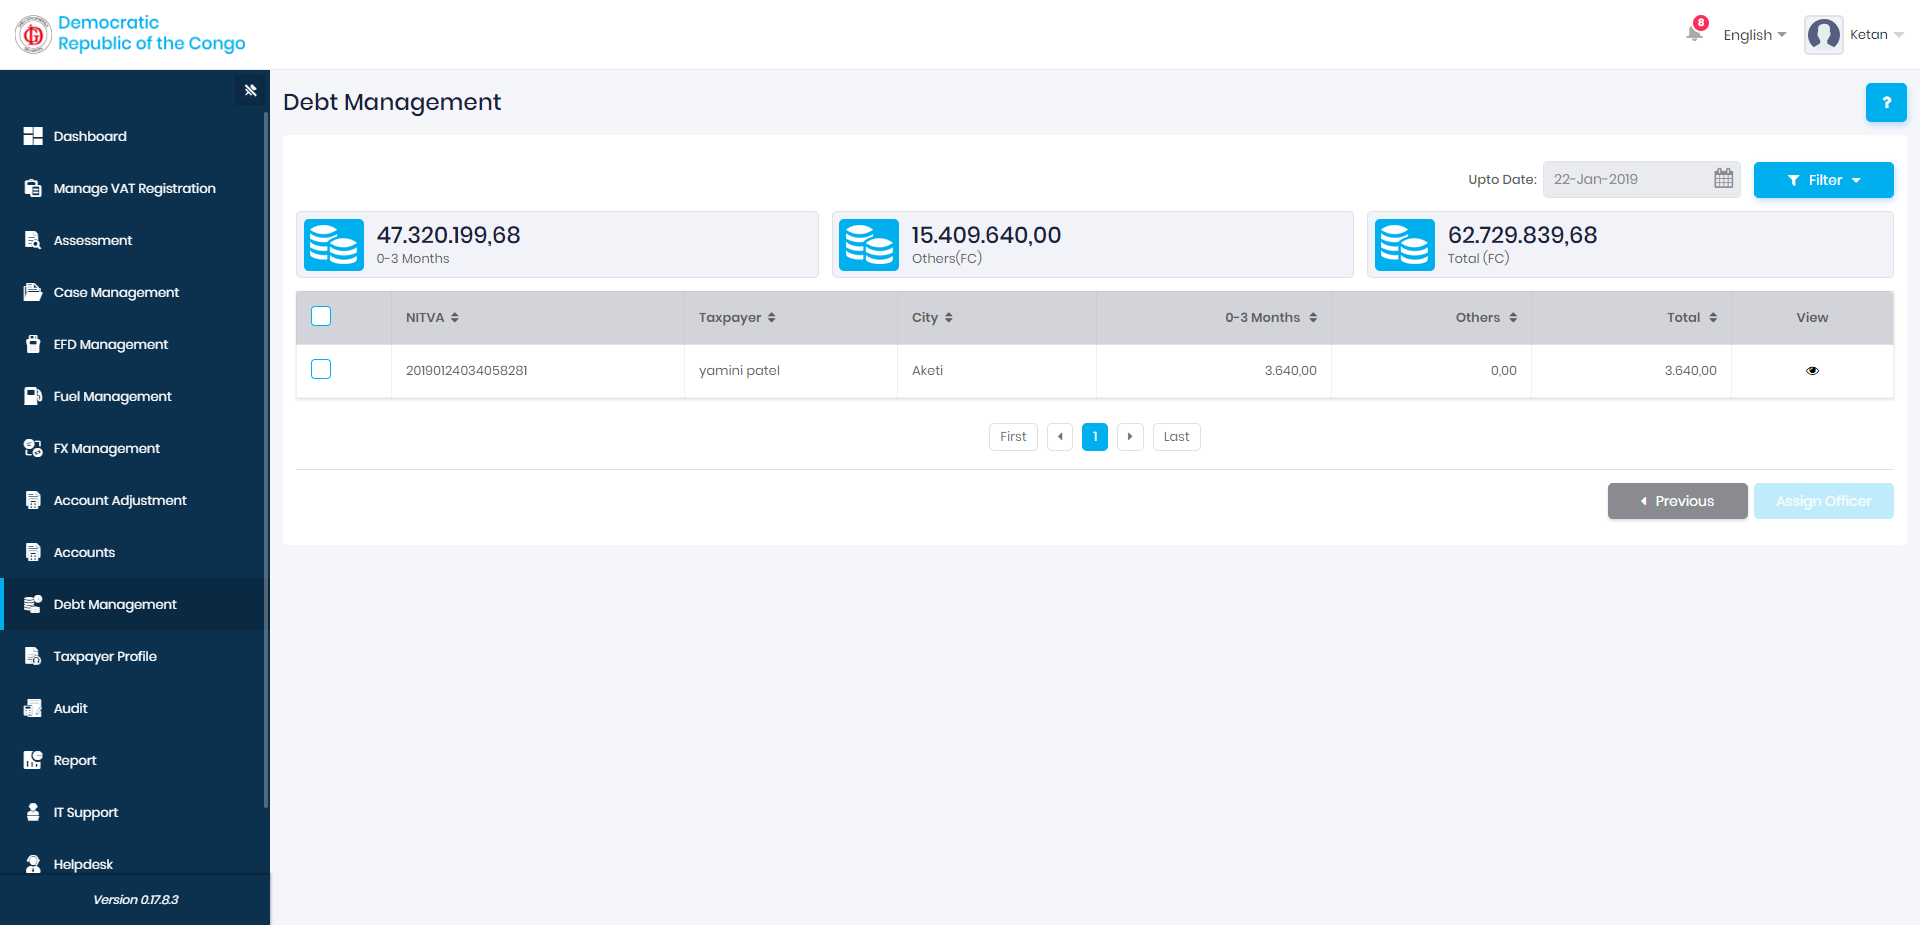 Democratic
Republic of the Congo
8
English
Ketan
Debt Management
?
Dashboard
Manage VAT Registration
Assessment
Case Management
EFD Management
Fuel Management
FX Management
Account Adjustment
Accounts
Debt Management
Taxpayer Profile
Audit
Report
IT Support
Helpdesk
Version 0.17.8.3
Upto Date: 22-Jan-2019 Filter
47.320.199,68
0-3 Months
15.409.640,00
Others(FC)
62.729.839,68
Total (FC)
NITVA Taxpayer City 0-3 Months Others Total View
20190124034058281 yamini patel Aketi 3.640,00 0,00 3.640,00
First 1 Last
Previous Assign Officer